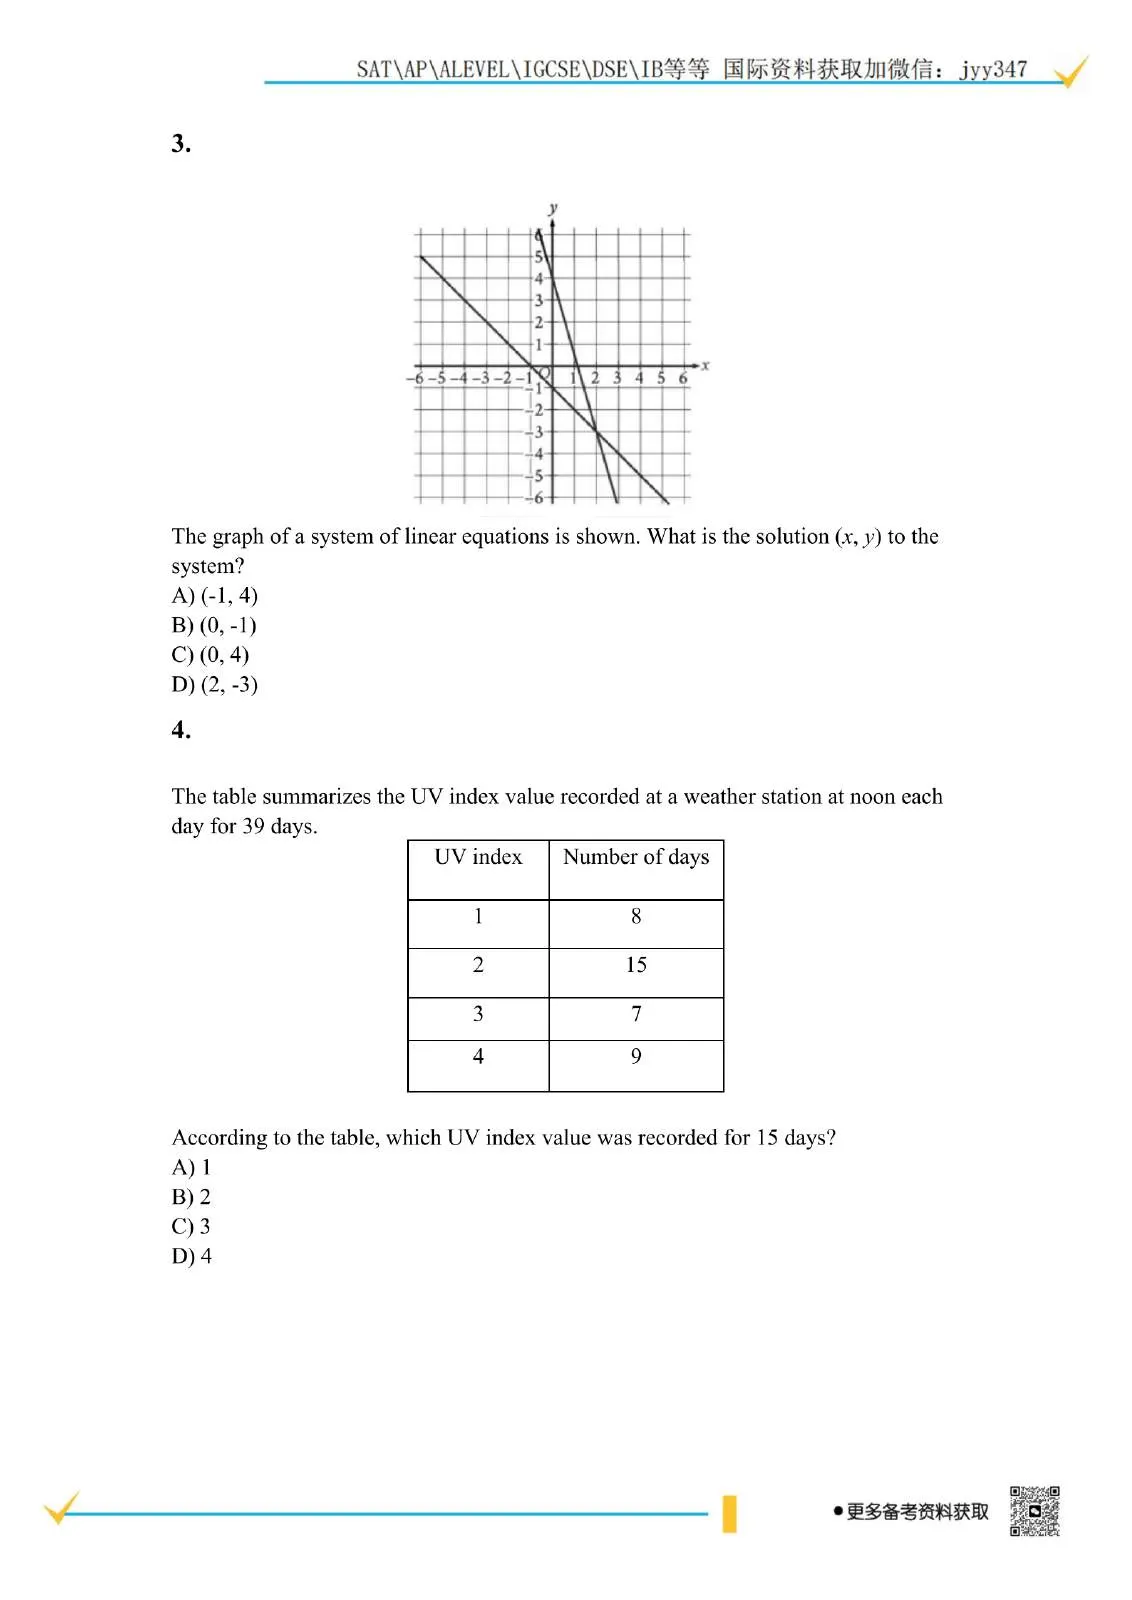 SAT\AP\ALEVEL\IGCSE\DSE\IB等等 国际资料获取加微信：jyy347
3.
y
6
5
4
3
2
1
-6 -5 -4 -3 -2 -1 O 1 2 3 4 5 6 x
-1
-2
-3
-4
-5
-6
The graph of a system of linear equations is shown. What is the solution (x, y) to the
system?
A) (-1, 4)
B) (0, -1)
C) (0, 4)
D) (2, -3)
4.
The table summarizes the UV index value recorded at a weather station at noon each
day for 39 days.
UV index Number of days
1 8
2 15
3 7
4 9
According to the table, which UV index value was recorded for 15 days?
A) 1
B) 2
C) 3
D) 4
●更多备考资料获取